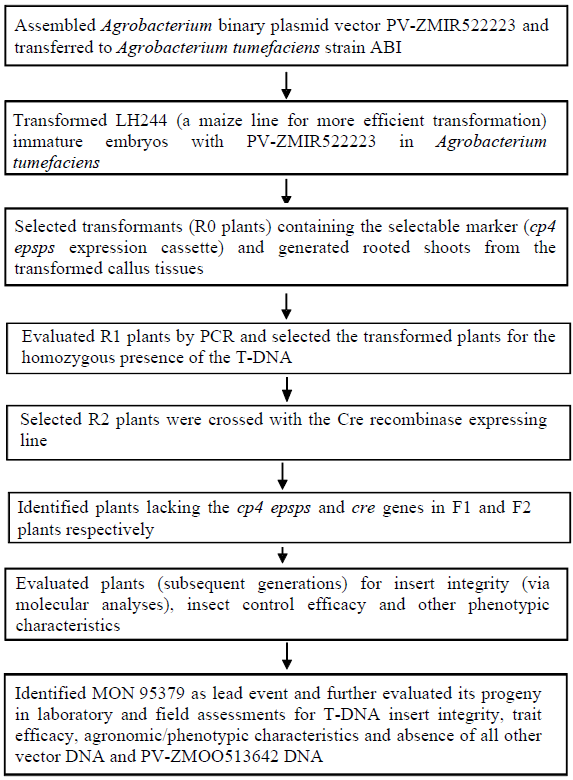 Assembled Agrobacterium binary plasmid vector PV-ZMIR522223 and
transferred to Agrobacterium tumefaciens strain ABI
Transformed LH244 (a maize line for more efficient transformation)
immature embryos with PV-ZMIR522223 in Agrobacterium
tumefaciens
Selected transformants (R0 plants) containing the selectable marker (cp4
epsps expression cassette) and generated rooted shoots from the
transformed callus tissues
Evaluated R1 plants by PCR and selected the transformed plants for the
homozygous presence of the T-DNA
Selected R2 plants were crossed with the Cre recombinase expressing
line
Identified plants lacking the cp4 epsps and cre genes in F1 and F2
plants respectively
Evaluated plants (subsequent generations) for insert integrity (via
molecular analyses), insect control efficacy and other phenotypic
characteristics
Identified MON 95379 as lead event and further evaluated its progeny
in laboratory and field assessments for T-DNA insert integrity, trait
efficacy, agronomic/phenotypic characteristics and absence of all other
vector DNA and PV-ZMOO513642 DNA